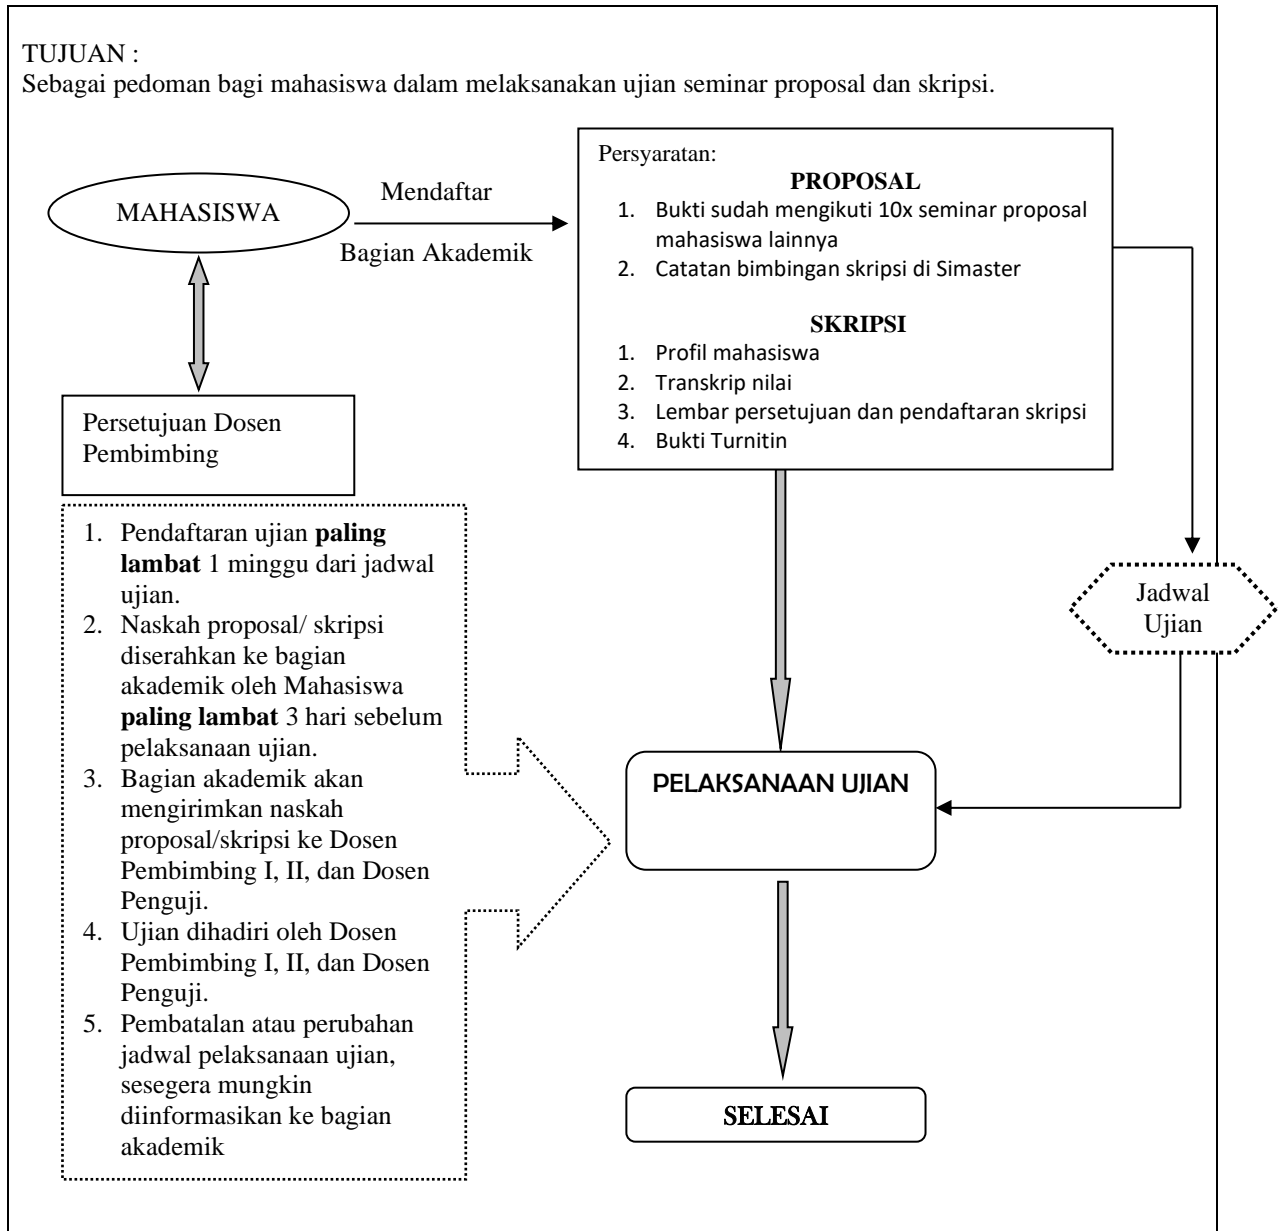 TUJUAN :
Sebagai pedoman bagi mahasiswa dalam melaksanakan ujian seminar proposal dan skripsi.
MAHASISWA
Mendaftar
Bagian Akademik
Persyaratan:
PROPOSAL
1. Bukti sudah mengikuti 10x seminar proposal
mahasiswa lainnya
2. Catatan bimbingan skripsi di Simaster
SKRIPSI
1. Profil mahasiswa
2. Transkrip nilai
3. Lembar persetujuan dan pendaftaran skripsi
4. Bukti Turnitin
Persetujuan Dosen
Pembimbing
1. Pendaftaran ujian paling
lambat 1 minggu dari jadwal
ujian.
2. Naskah proposal/ skripsi
diserahkan ke bagian
akademik oleh Mahasiswa
paling lambat 3 hari sebelum
pelaksanaan ujian.
3. Bagian akademik akan
mengirimkan naskah
proposal/skripsi ke Dosen
Pembimbing I, II, dan Dosen
Penguji.
4. Ujian dihadiri oleh Dosen
Pembimbing I, II, dan Dosen
Penguji.
5. Pembatalan atau perubahan
jadwal pelaksanaan ujian,
sesegera mungkin
diinformasikan ke bagian
akademik
Jadwal
Ujian
PELAKSANAAN UJIAN
SELESAI